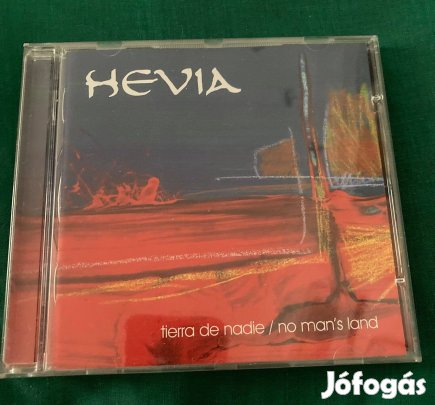 HEVIA
tierra de nadie / no man's land
Jófogás